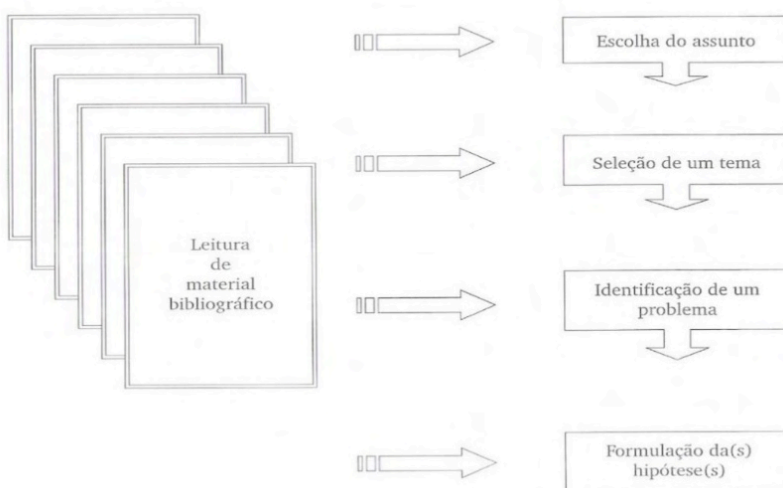 Escolha do assunto
Seleção de um tema
Leitura
de
material
bibliográfico
Identificação de um
problema
Formulação da(s)
hipótese(s)